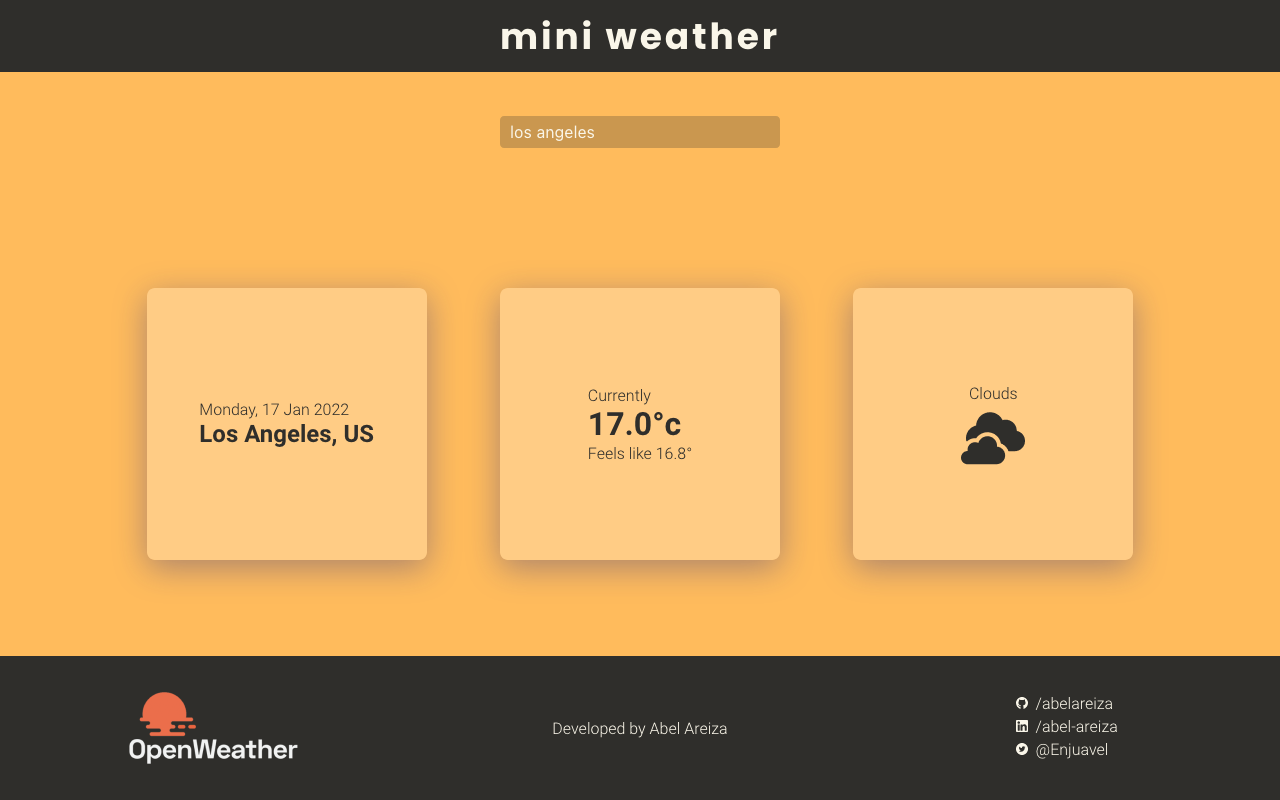 mini weather
los angeles
Monday, 17 Jan 2022
Los Angeles, US
Currently
17.0°c
Feels like 16.8°
Clouds
OpenWeather
Developed by Abel Areiza
/abelareiza
/abel-areiza
@Enjuavel